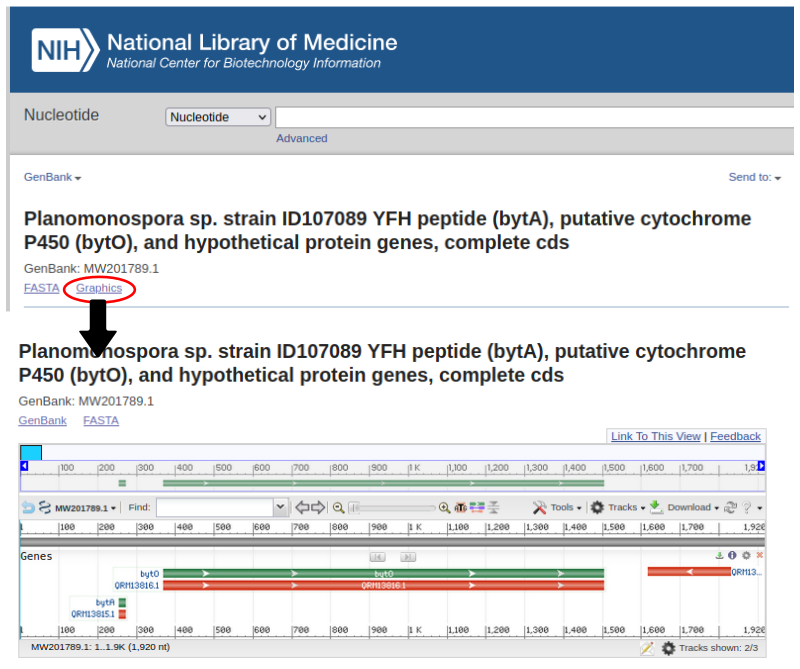 NIH National Library of Medicine
National Center for Biotechnology Information
Nucleotide Nucleotide
Advanced
GenBank Send to:
Planomonospora sp. strain ID107089 YFH peptide (bytA), putative cytochrome
P450 (bytO), and hypothetical protein genes, complete cds
GenBank: MW201789.1
FASTA Graphics
Planomonospora sp. strain ID107089 YFH peptide (bytA), putative cytochrome
P450 (bytO), and hypothetical protein genes, complete cds
GenBank: MW201789.1
GenBank FASTA
Link To This View | Feedback
|100 |200 |300 |400 |500 |600 |700 |800 |900 |1 K |1,100 |1,200 |1,300 |1,400 |1,500 |1,600 |1,700 | 1,9
MW201789.1 Find: Tools Tracks Download ?
1 |100 |200 |300 |400 |500 |600 |700 |800 |900 |1 K |1,100 |1,200 |1,300 |1,400 |1,500 |1,600 |1,700 1,920
Genes
bytO bytO QRM13...
QRM13816.1 QRM13816.1
bytA
QRM13815.1
1 |100 |200 |300 |400 |500 |600 |700 |800 |900 |1 K |1,100 |1,200 |1,300 |1,400 |1,500 |1,600 |1,700 1,920
MW201789.1: 1..1.9K (1,920 nt) Tracks shown: 2/3